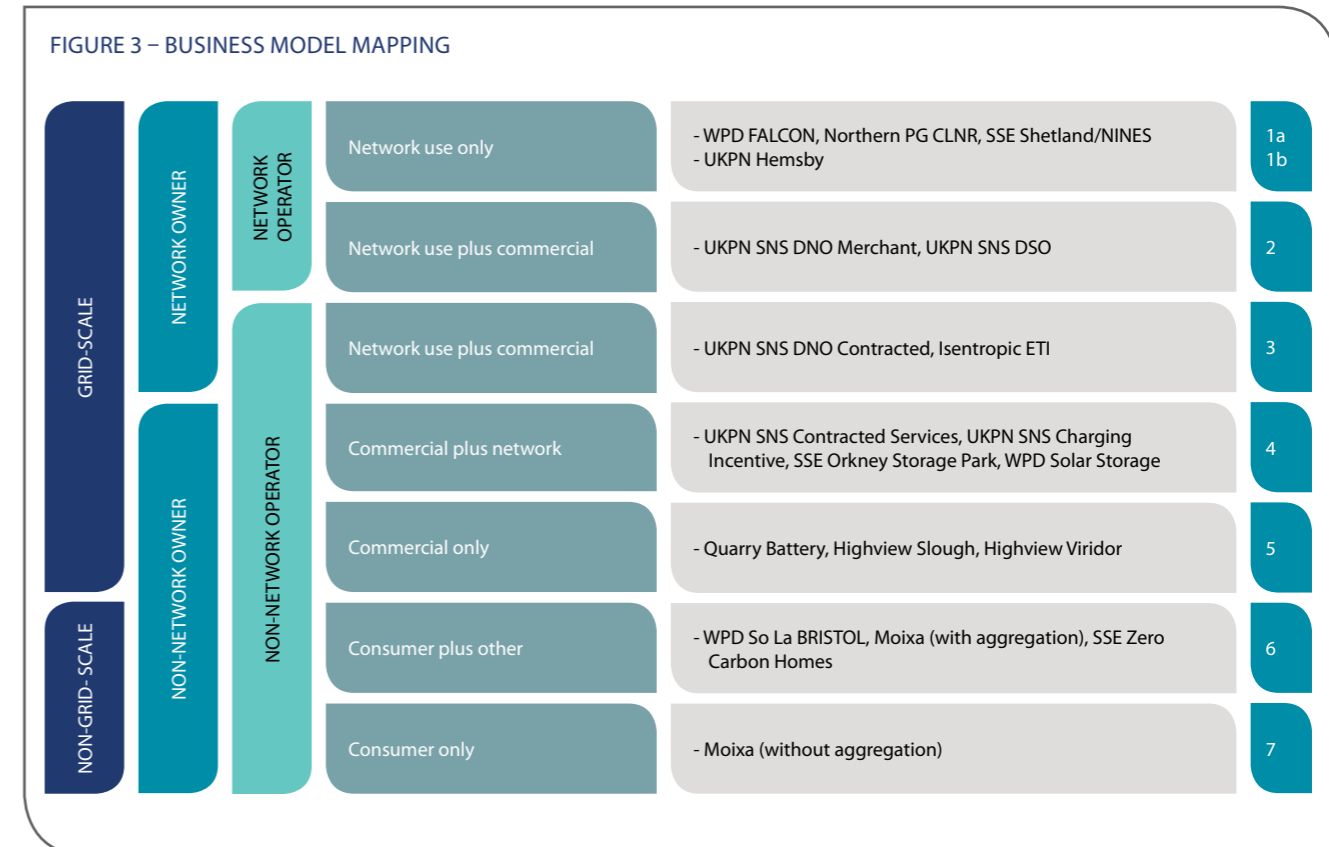 FIGURE 3 – BUSINESS MODEL MAPPING
GRID-SCALE
NON-GRID- SCALE
NETWORK OWNER
NON-NETWORK OWNER
NETWORK
OPERATOR
NON-NETWORK OPERATOR
Network use only
- WPD FALCON, Northern PG CLNR, SSE Shetland/NINES
- UKPN Hemsby
1a
1b
Network use plus commercial
- UKPN SNS DNO Merchant, UKPN SNS DSO
2
Network use plus commercial
- UKPN SNS DNO Contracted, Isentropic ETI
3
Commercial plus network
- UKPN SNS Contracted Services, UKPN SNS Charging
Incentive, SSE Orkney Storage Park, WPD Solar Storage
4
Commercial only
- Quarry Battery, Highview Slough, Highview Viridor
5
Consumer plus other
- WPD So La BRISTOL, Moixa (with aggregation), SSE Zero
Carbon Homes
6
Consumer only
- Moixa (without aggregation)
7